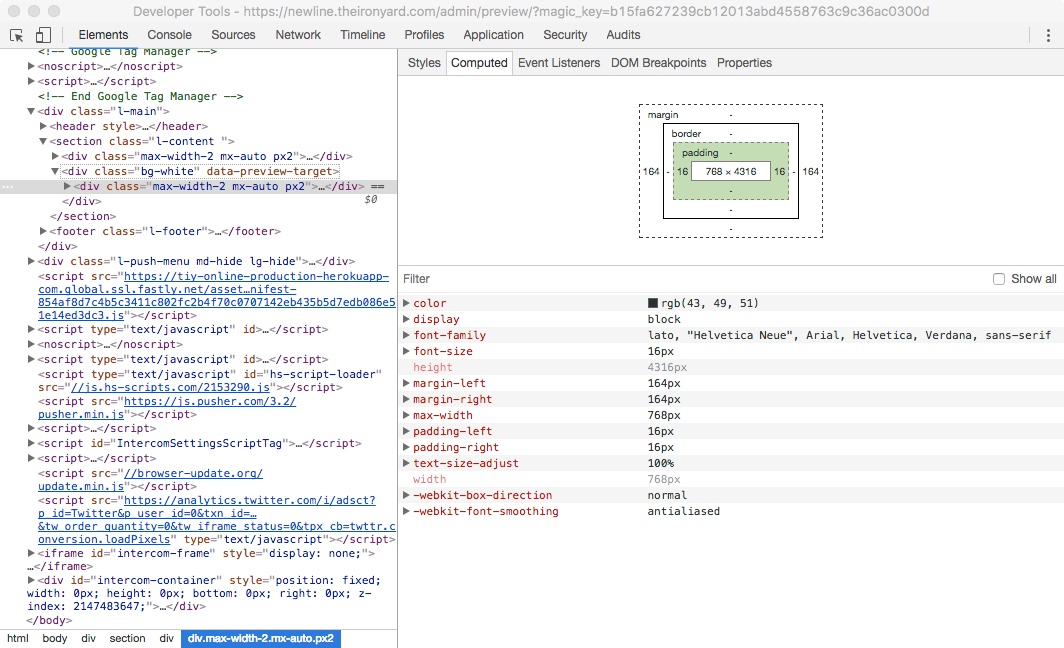 Developer Tools - https://newline.theironyard.com/admin/preview/?magic_key=b15fa627239cb12013abd4558763c9c36ac0300d
Elements Console Sources Network Timeline Profiles Application Security Audits
<!-- Google Tag Manager -->
<noscript>…</noscript>
<script>…</script>
<!-- End Google Tag Manager -->
<div class="l-main">
<header style>…</header>
<section class="l-content ">
<div class="max-width-2 mx-auto px2">…</div>
<div class="bg-white" data-preview-target>
<div class="max-width-2 mx-auto px2">…</div> ==
$0
</div>
</section>
<footer class="l-footer">…</footer>
</div>
<div class="l-push-menu md-hide lg-hide">…</div>
<script src="https://tiy-online-production-herokuapp-
com.global.ssl.fastly.net/asset…nifest-
854af8d7c4b5c3411c802fc2b4f70c0707142eb435b5d7edb086e5
1e14ed3dc3.js"></script>
<script type="text/javascript" id>…</script>
<noscript>…</noscript>
<script type="text/javascript" id>…</script>
<script type="text/javascript" id="hs-script-loader"
src="//js.hs-scripts.com/2153290.js"></script>
<script src="https://js.pusher.com/3.2/
pusher.min.js"></script>
<script>…</script>
<script id="IntercomSettingsScriptTag">…</script>
<script>…</script>
<script src="//browser-update.org/
update.min.js"></script>
<script src="https://analytics.twitter.com/i/adsct?
p_id=Twitter&p_user_id=0&txn_id=…
&tw_order_quantity=0&tw_iframe_status=0&tpx_cb=twttr.c
onversion.loadPixels" type="text/javascript"></script>
<iframe id="intercom-frame" style="display: none;">
…</iframe>
<div id="intercom-container" style="position: fixed;
width: 0px; height: 0px; bottom: 0px; right: 0px; z-
index: 2147483647;">…</div>
</body>
html body div section div div.max-width-2.mx-auto.px2
Styles Computed Event Listeners DOM Breakpoints Properties
margin -
border -
padding -
164 - 16 768 × 4316 16 - 164
-
-
-
Filter Show all
color rgb(43, 49, 51)
display block
font-family lato, "Helvetica Neue", Arial, Helvetica, Verdana, sans-serif
font-size 16px
height 4316px
margin-left 164px
margin-right 164px
max-width 768px
padding-left 16px
padding-right 16px
text-size-adjust 100%
width 768px
-webkit-box-direction normal
-webkit-font-smoothing antialiased